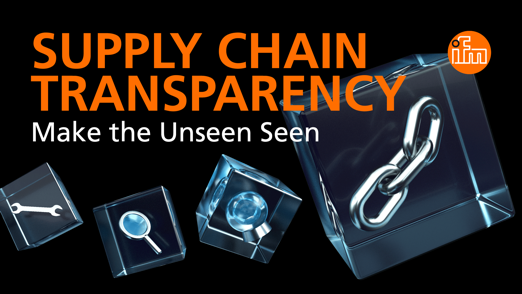 SUPPLY CHAIN
TRANSPARENCY
Make the Unseen Seen
ifm